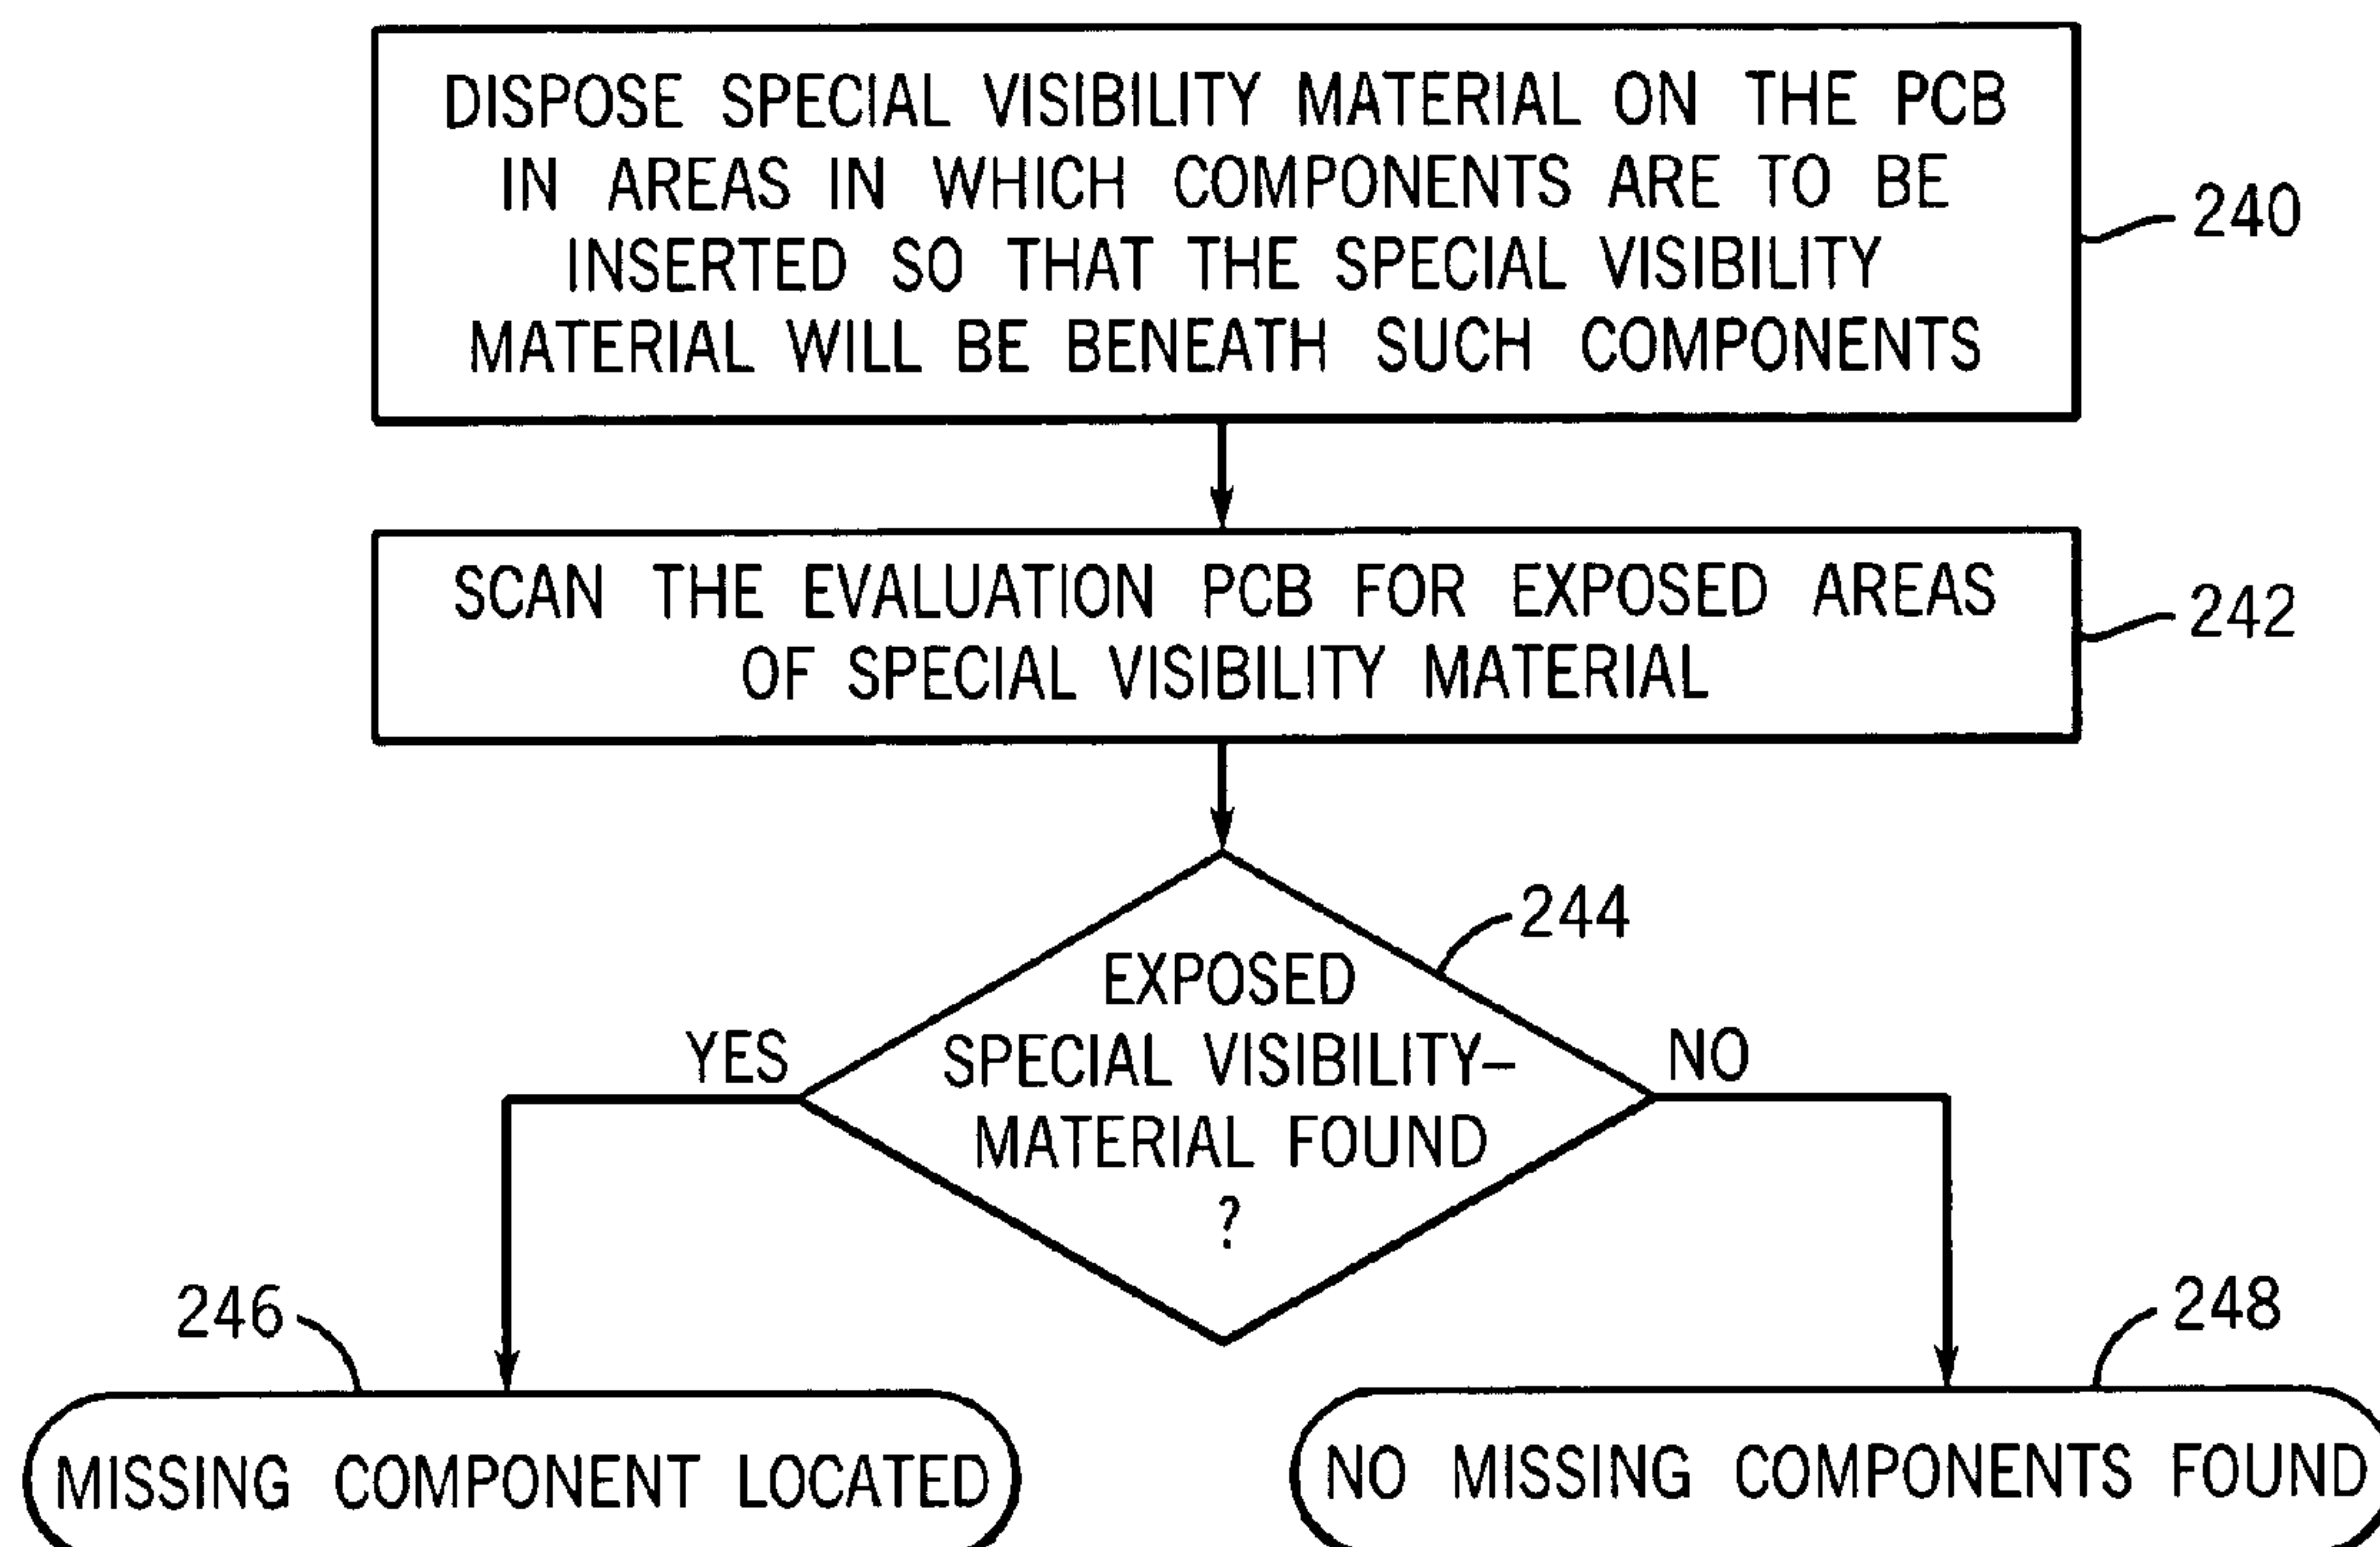 DISPOSE SPECIAL VISIBILITY MATERIAL ON THE PCB
IN AREAS IN WHICH COMPONENTS ARE TO BE
INSERTED SO THAT THE SPECIAL VISIBILITY
MATERIAL WILL BE BENEATH SUCH COMPONENTS
240
SCAN THE EVALUATION PCB FOR EXPOSED AREAS
OF SPECIAL VISIBILITY MATERIAL
242
244
EXPOSED
SPECIAL VISIBILITY–
MATERIAL FOUND
?
YES
NO
246
248
MISSING COMPONENT LOCATED
NO MISSING COMPONENTS FOUND